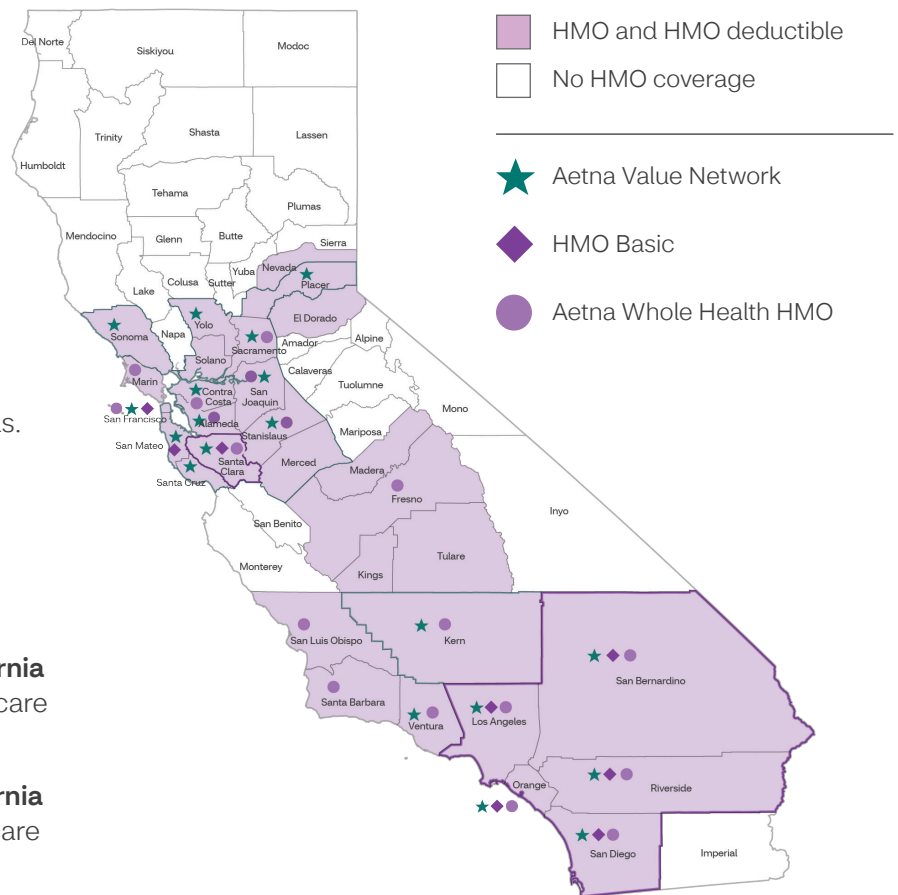 HMO and HMO deductible
No HMO coverage
Aetna Value Network
HMO Basic
Aetna Whole Health HMO
Del Norte
Siskiyou
Modoc
Trinity
Shasta
Lassen
Humboldt
Tehama
Plumas
Mendocino
Glenn
Butte
Sierra
Lake
Colusa
Sutter
Yuba
Nevada
Placer
Sonoma
Napa
Yolo
El Dorado
Sacramento
Amador
Alpine
Solano
Marin
Calaveras
Contra
Costa
San
Joaquin
Tuolumne
Mono
San Francisco
Alameda
Stanislaus
Mariposa
s.
San Mateo
Santa
Clara
Merced
Madera
Santa Cruz
Fresno
San Benito
Inyo
Monterey
Kings
Tulare
San Luis Obispo
Kern
rnia
care
San Bernardino
Santa Barbara
Ventura
Los Angeles
Orange
Riverside
rnia
are
San Diego
Imperial